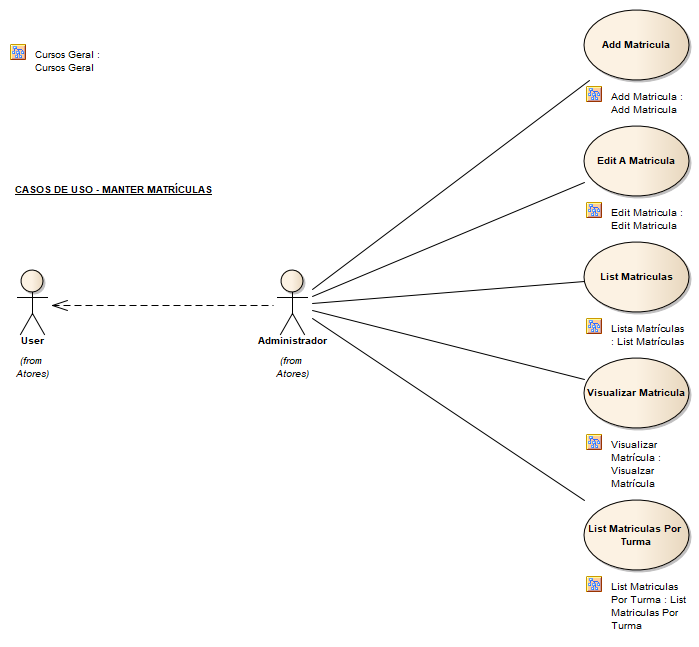 Add Matricula
Cursos Geral :
Cursos Geral
Add Matricula :
Add Matricula
Edit A Matricula
CASOS DE USO - MANTER MATRÍCULAS
Edit Matricula :
Edit Matricula
List Matriculas
Lista Matrículas
: List Matrículas
User
(from
Atores)
Administrador
(from
Atores)
Visualizar Matricula
Visualizar
Matrícula :
Visualzar
Matrícula
List Matriculas Por
Turma
List Matriculas
Por Turma : List
Matriculas Por
Turma